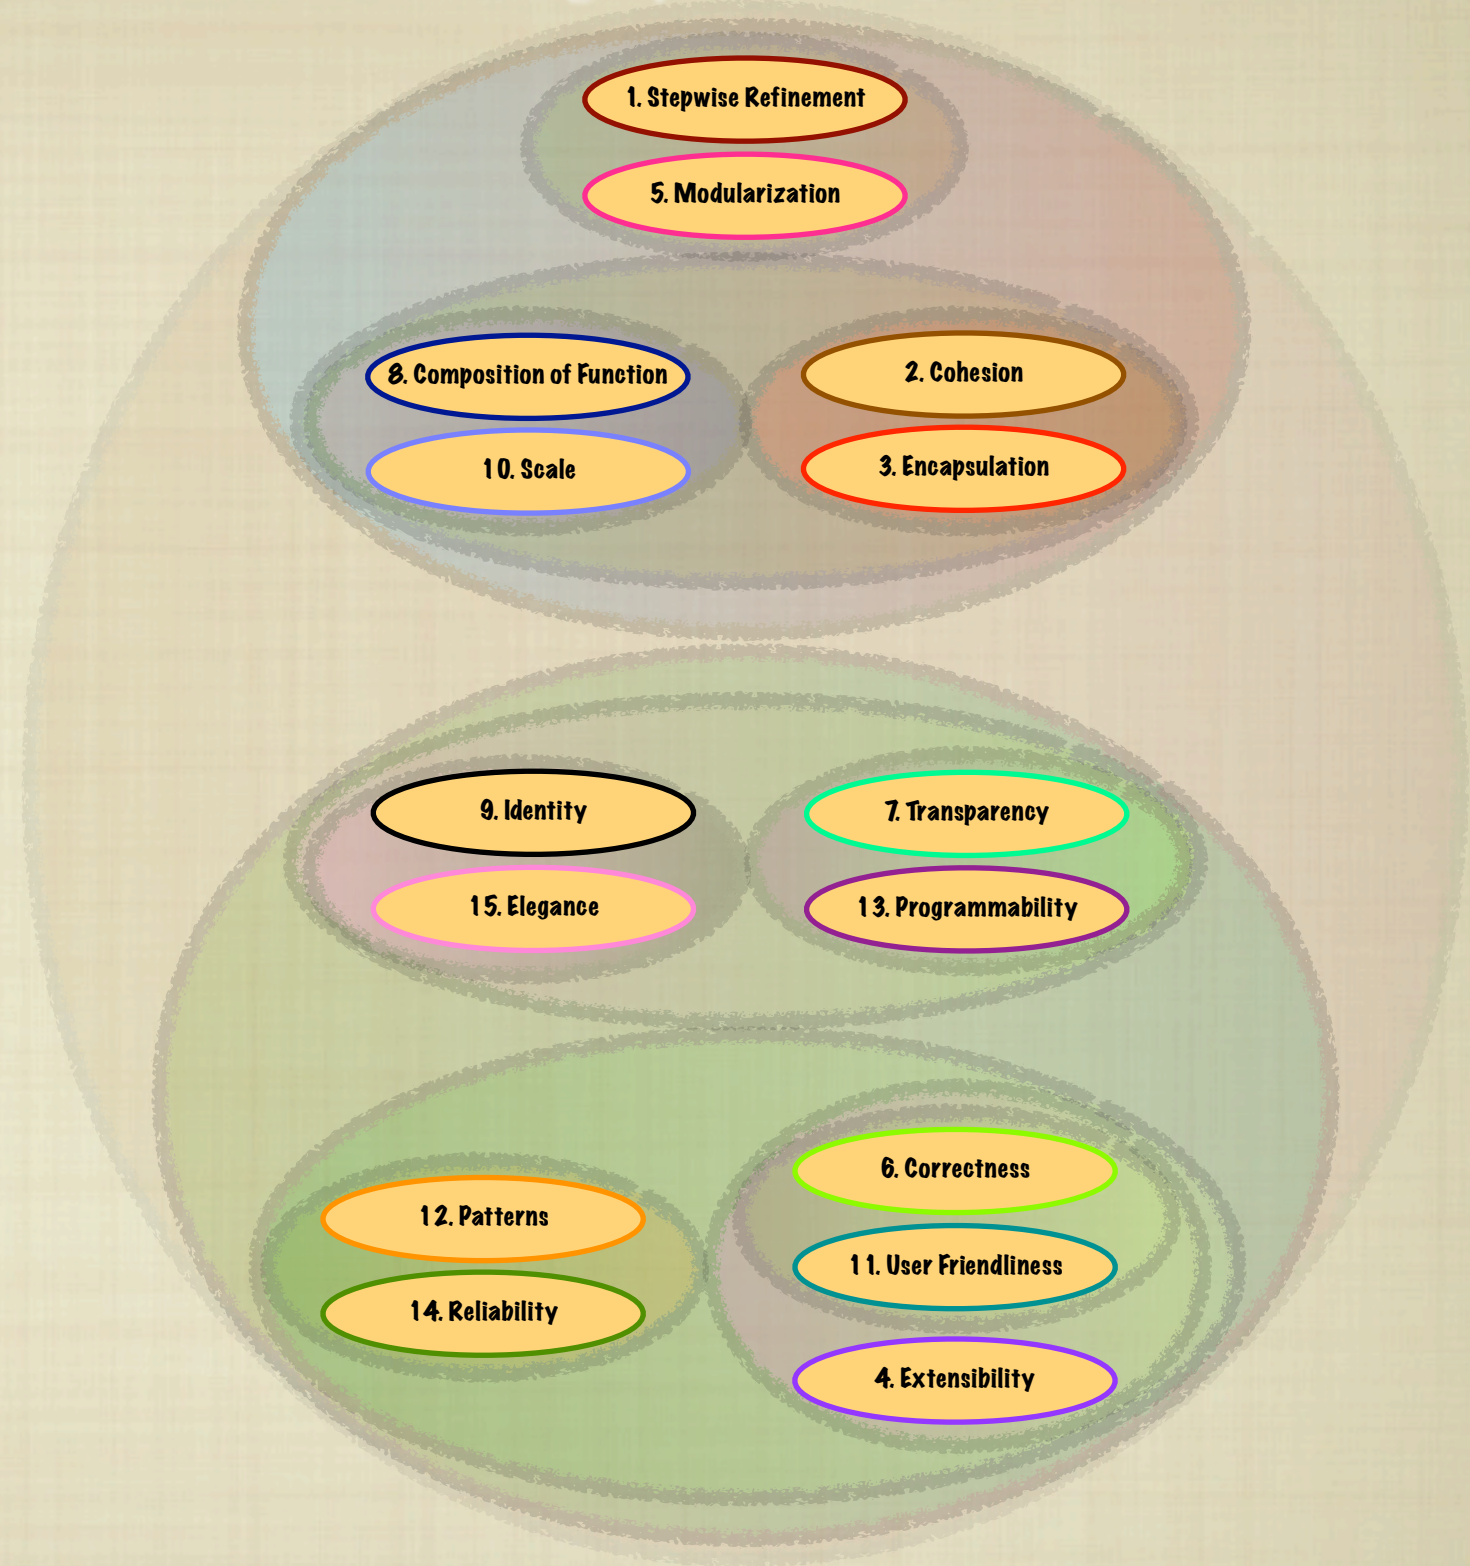 1. Stepwise Refinement
5. Modularization
8. Composition of Function
10. Scale
2. Cohesion
3. Encapsulation
9. Identity
15. Elegance
7. Transparency
13. Programmability
12. Patterns
14. Reliability
6. Correctness
11. User Friendliness
4. Extensibility